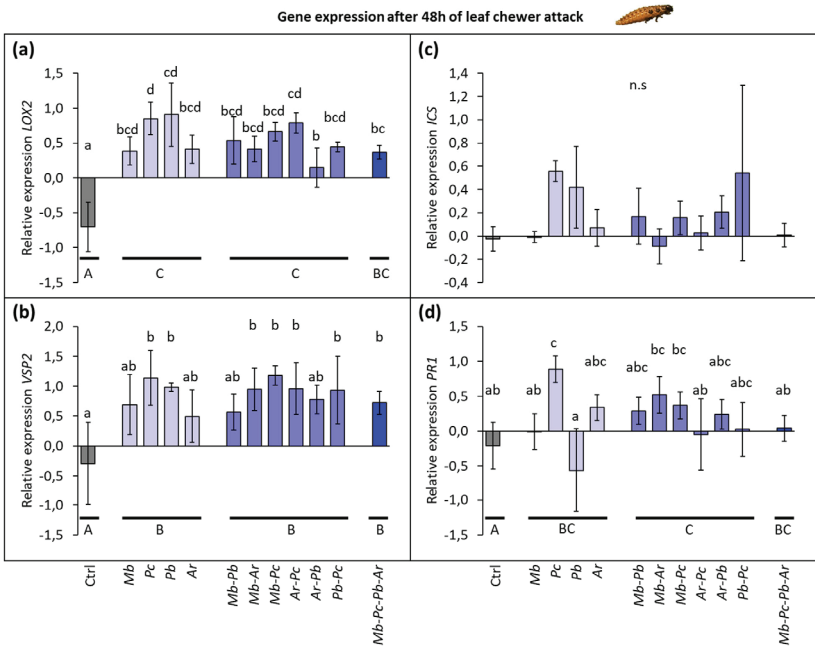 Gene expression after 48h of leaf chewer attack
(a)
Relative expression LOX2
1,5
1,0
0,5
0,0
-0,5
-1,0
-1,5
a
bcd
d
cd
bcd
bcd
bcd
bcd
cd
b
bcd
bc
A
C
C
BC
(c)
Relative expression ICS
1,4
1,2
1,0
0,8
0,6
0,4
0,2
0,0
-0,2
-0,4
n.s
(b)
Relative expression VSP2
2,0
1,5
1,0
0,5
0,0
-0,5
-1,0
-1,5
a
ab
b
b
ab
ab
b
b
b
ab
b
b
A
B
B
B
(d)
Relative expression PR1
1,5
1,0
0,5
0,0
-0,5
-1,0
-1,5
ab
ab
c
a
abc
abc
bc
bc
ab
abc
abc
ab
A
BC
C
BC
Ctrl
Mb
Pc
Pb
Ar
Mb-Pb
Mb-Ar
Mb-Pc
Ar-Pc
Ar-Pb
Pb-Pc
Mb-Pc-Pb-Ar
Ctrl
Mb
Pc
Pb
Ar
Mb-Pb
Mb-Ar
Mb-Pc
Ar-Pc
Ar-Pb
Pb-Pc
Mb-Pc-Pb-Ar